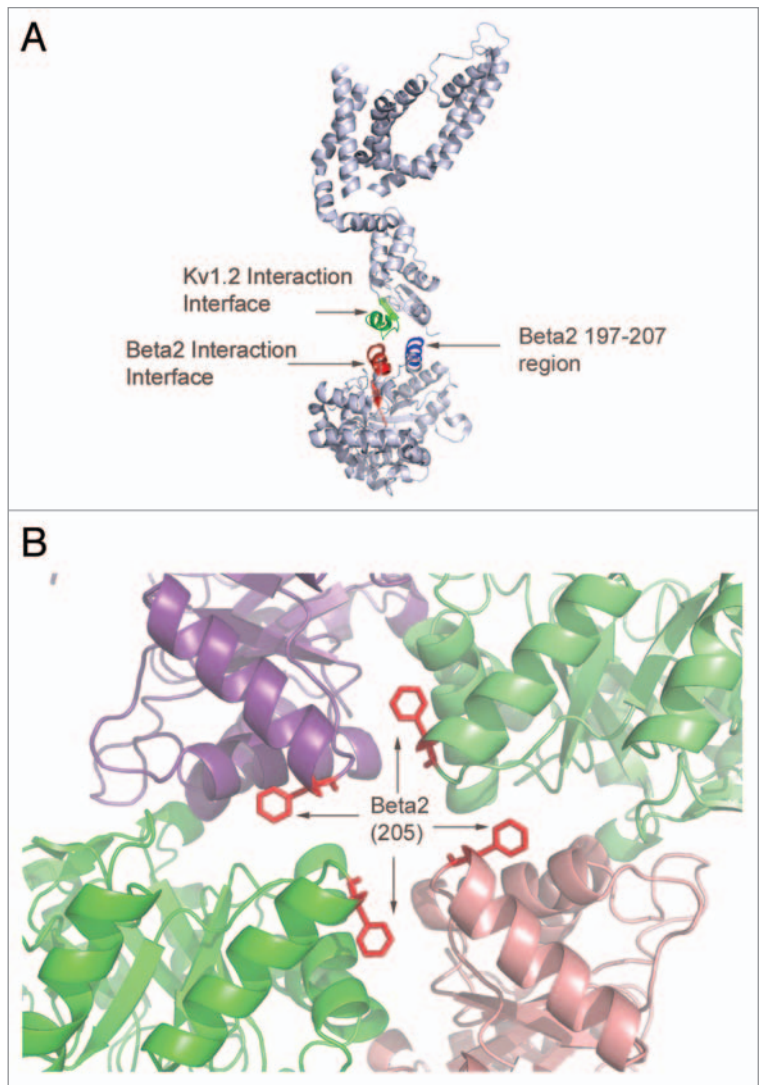 A
Kv1.2 Interaction
Interface
Beta2 Interaction
Interface
Beta2 197-207
region
B
Beta2
(205)